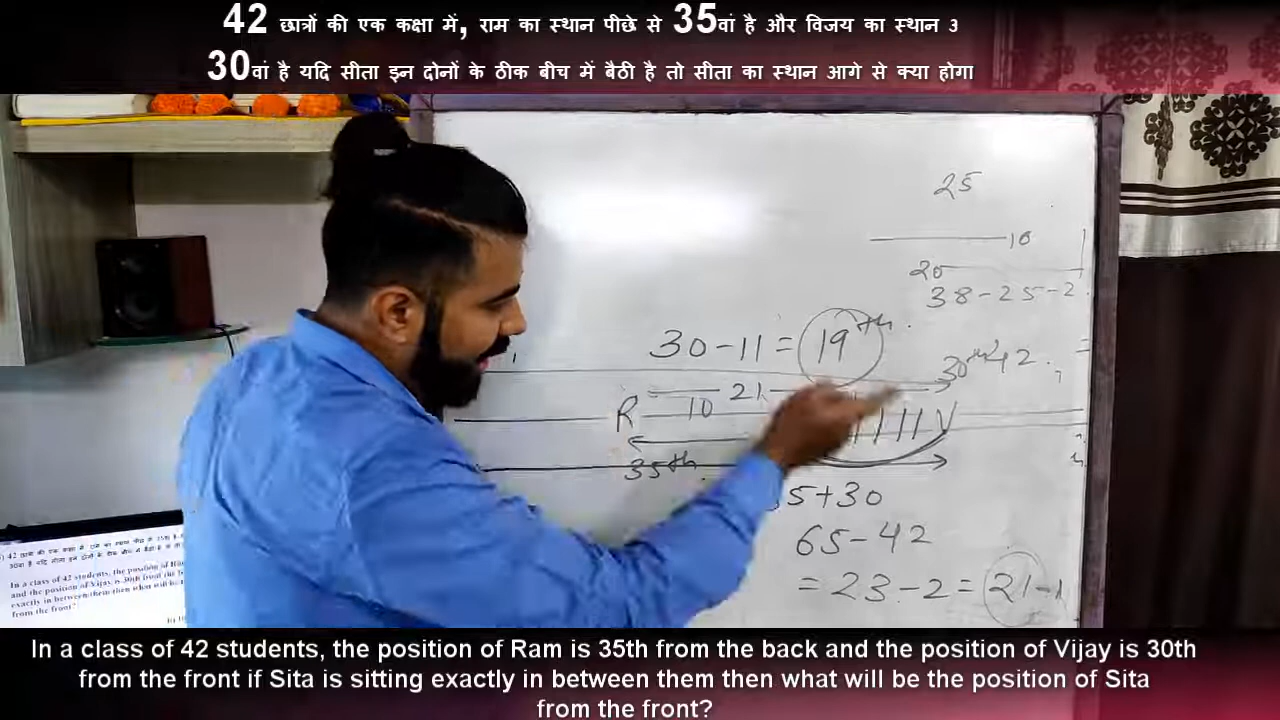 42 छात्रों की एक कक्षा में, राम का स्थान पीछे से 35वां है और विजय का स्थान
30वां है यदि सीता इन दोनों के ठीक बीच में बैठी है तो सीता का स्थान आगे से क्या होगा
25
10
20
38-25-2
30-11=19th
30th 42
21
R 10 V
35th
5+30
65-42
=23-2=21-1
In a class of 42 students, the position of Ram is 35th from the back and the position of Vijay is 30th
from the front if Sita is sitting exactly in between them then what will be the position of Sita
from the front?